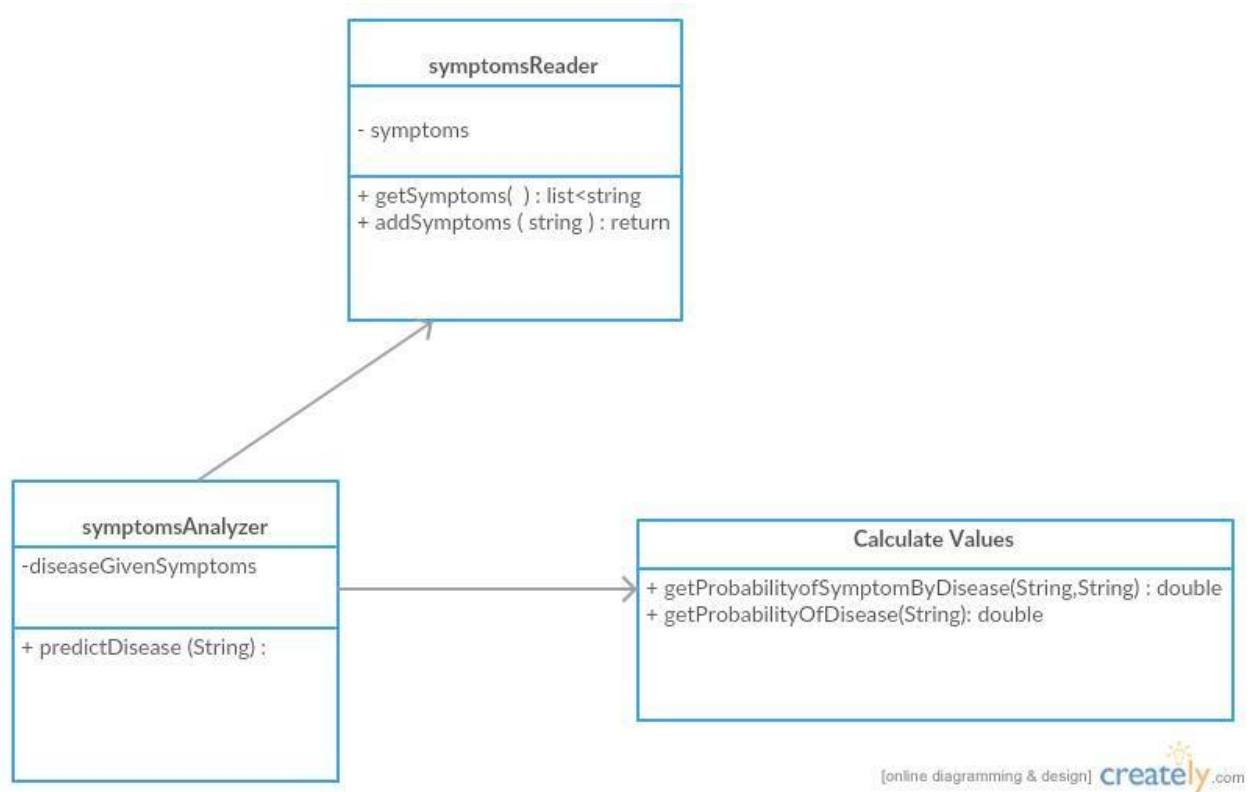 symptomsReader
- symptoms
+ getSymptoms( ) : list<string
+ addSymptoms ( string ) : return
symptomsAnalyzer
-diseaseGivenSymptoms
+ predictDisease (String) :
Calculate Values
+ getProbabilityofSymptomByDisease(String,String) : double
+ getProbabilityOfDisease(String): double
[online diagramming & design] creately.com